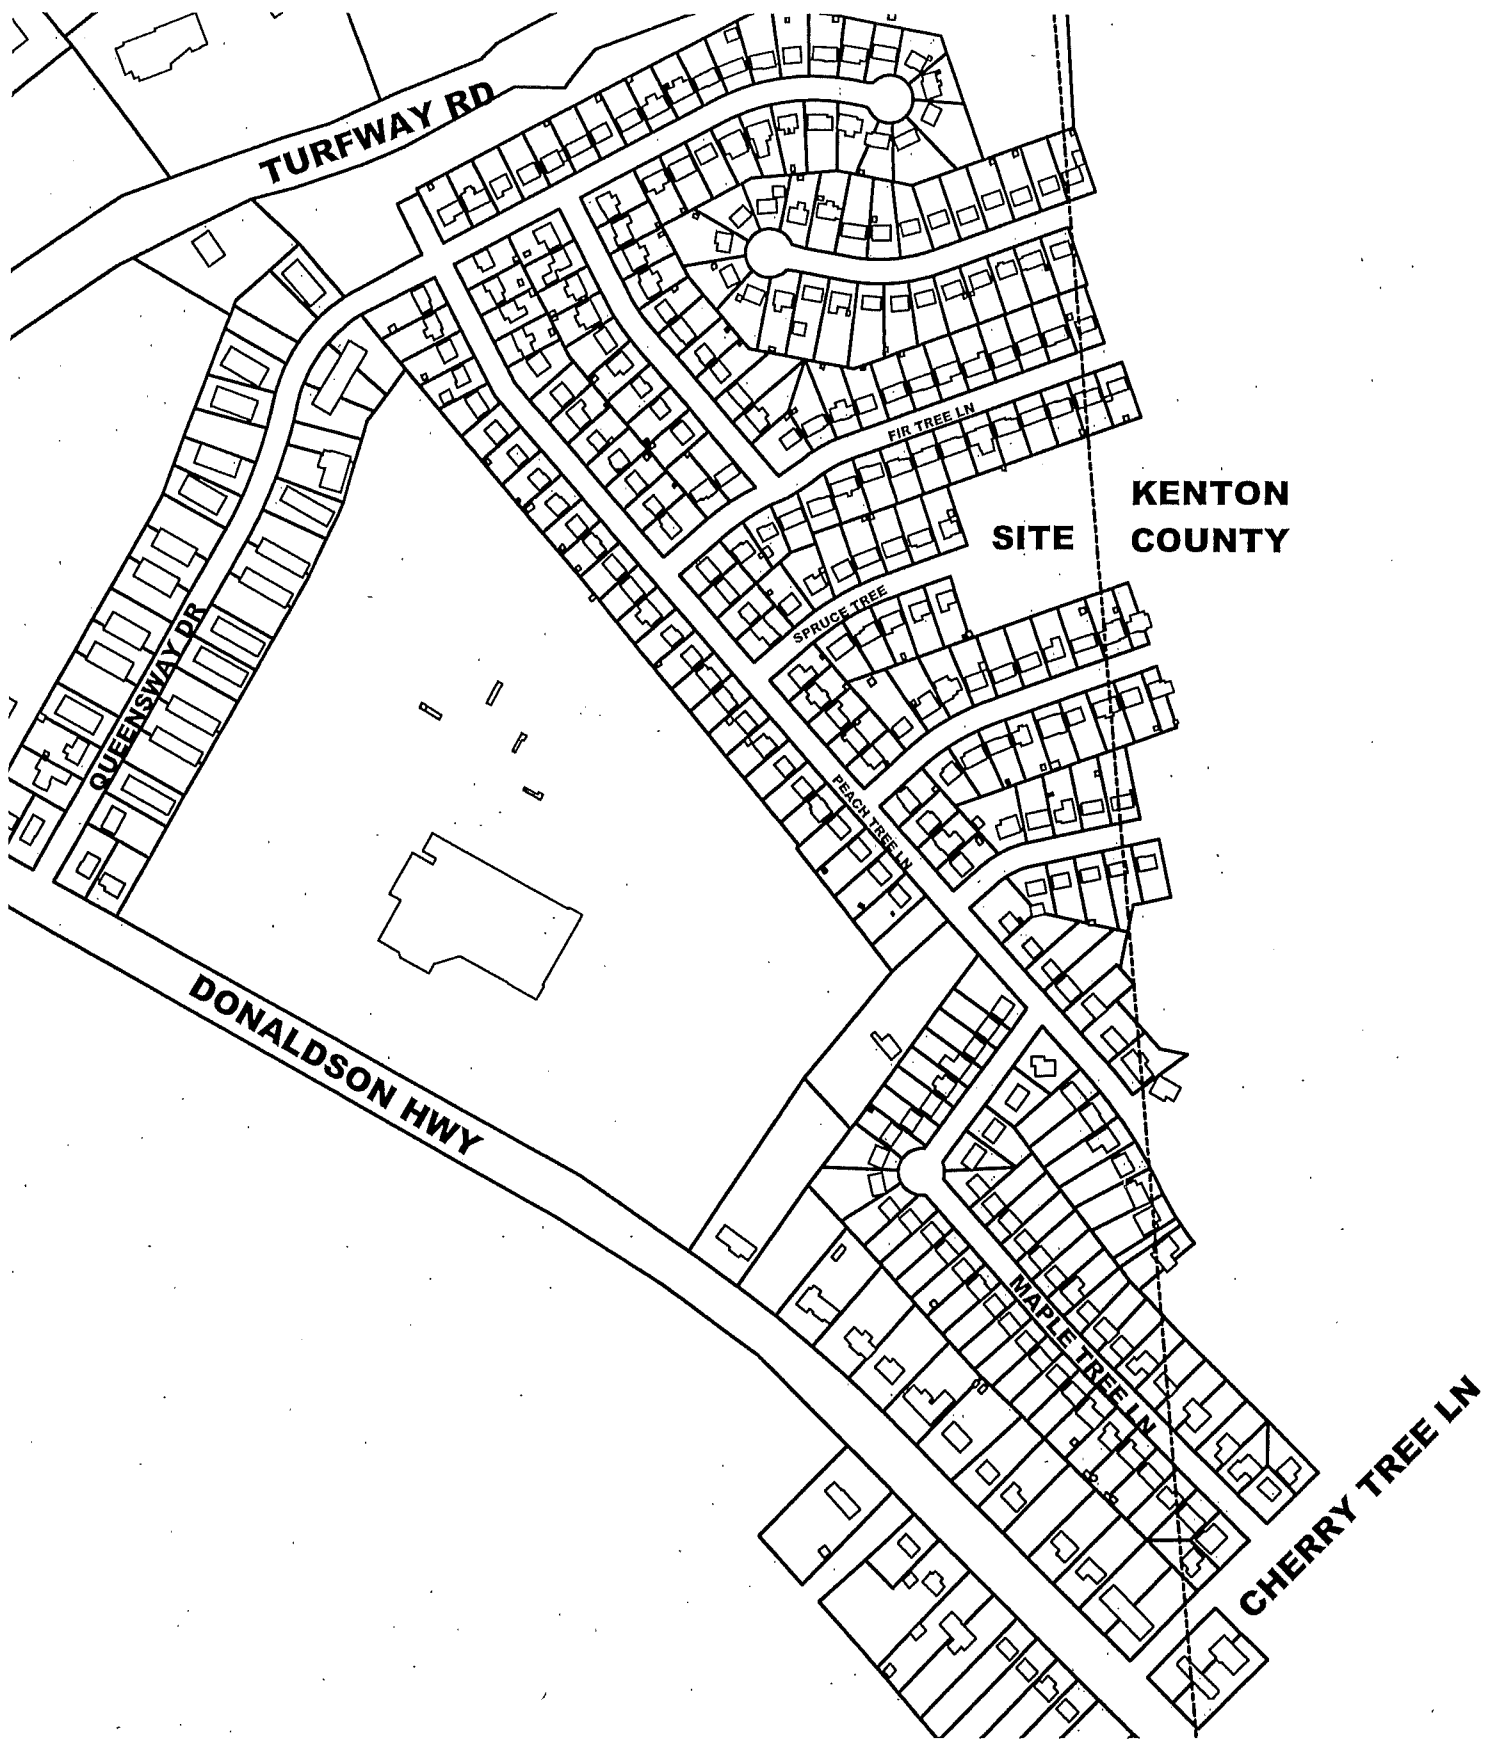 TURFWAY RD
FIR TREE LN
KENTON
SITE
COUNTY
SPRUCE TREE
QUEENSWAY DR
PEACH TREE LN
DONALDSON HWY
MAPLE TREE LN
CHERRY TREE LN